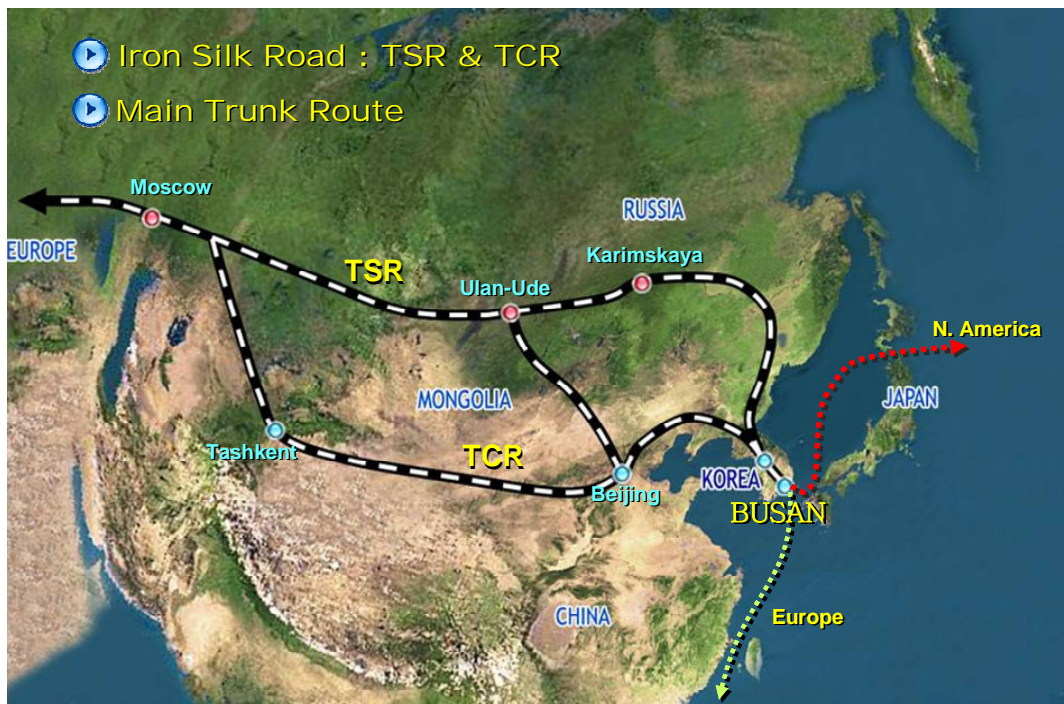 Iron Silk Road : TSR & TCR
Main Trunk Route
Moscow
RUSSIA
EUROPE
Karimskaya
TSR
Ulan-Ude
N. America
MONGOLIA
JAPAN
Tashkent
TCR
KOREA
Beijing
BUSAN
CHINA
Europe